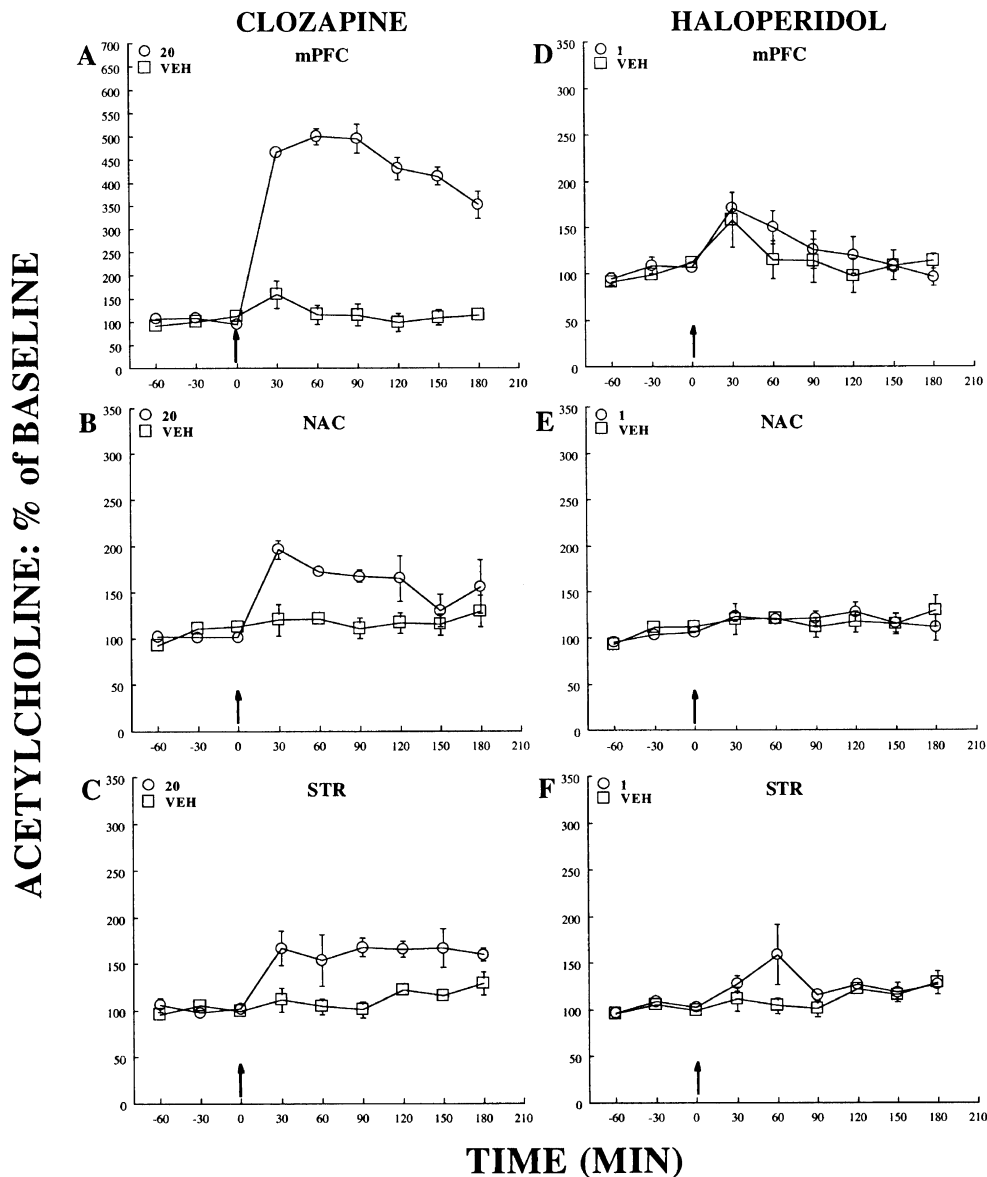 CLOZAPINE
HALOPERIDOL
ACETYLCHOLINE: % of BASELINE
A
20
VEH
mPFC
700
650
600
550
500
450
400
350
300
250
200
150
100
50
0
-60 -30 0 30 60 90 120 150 180 210
D
1
VEH
mPFC
350
300
250
200
150
100
50
0
-60 -30 0 30 60 90 120 150 180 210
B
20
VEH
NAC
350
300
250
200
150
100
50
0
-60 -30 0 30 60 90 120 150 180 210
E
1
VEH
NAC
350
300
250
200
150
100
50
0
-60 -30 0 30 60 90 120 150 180 210
C
20
VEH
STR
350
300
250
200
150
100
50
0
-60 -30 0 30 60 90 120 150 180 210
F
1
VEH
STR
350
300
250
200
150
100
50
0
-60 -30 0 30 60 90 120 150 180 210
TIME (MIN)